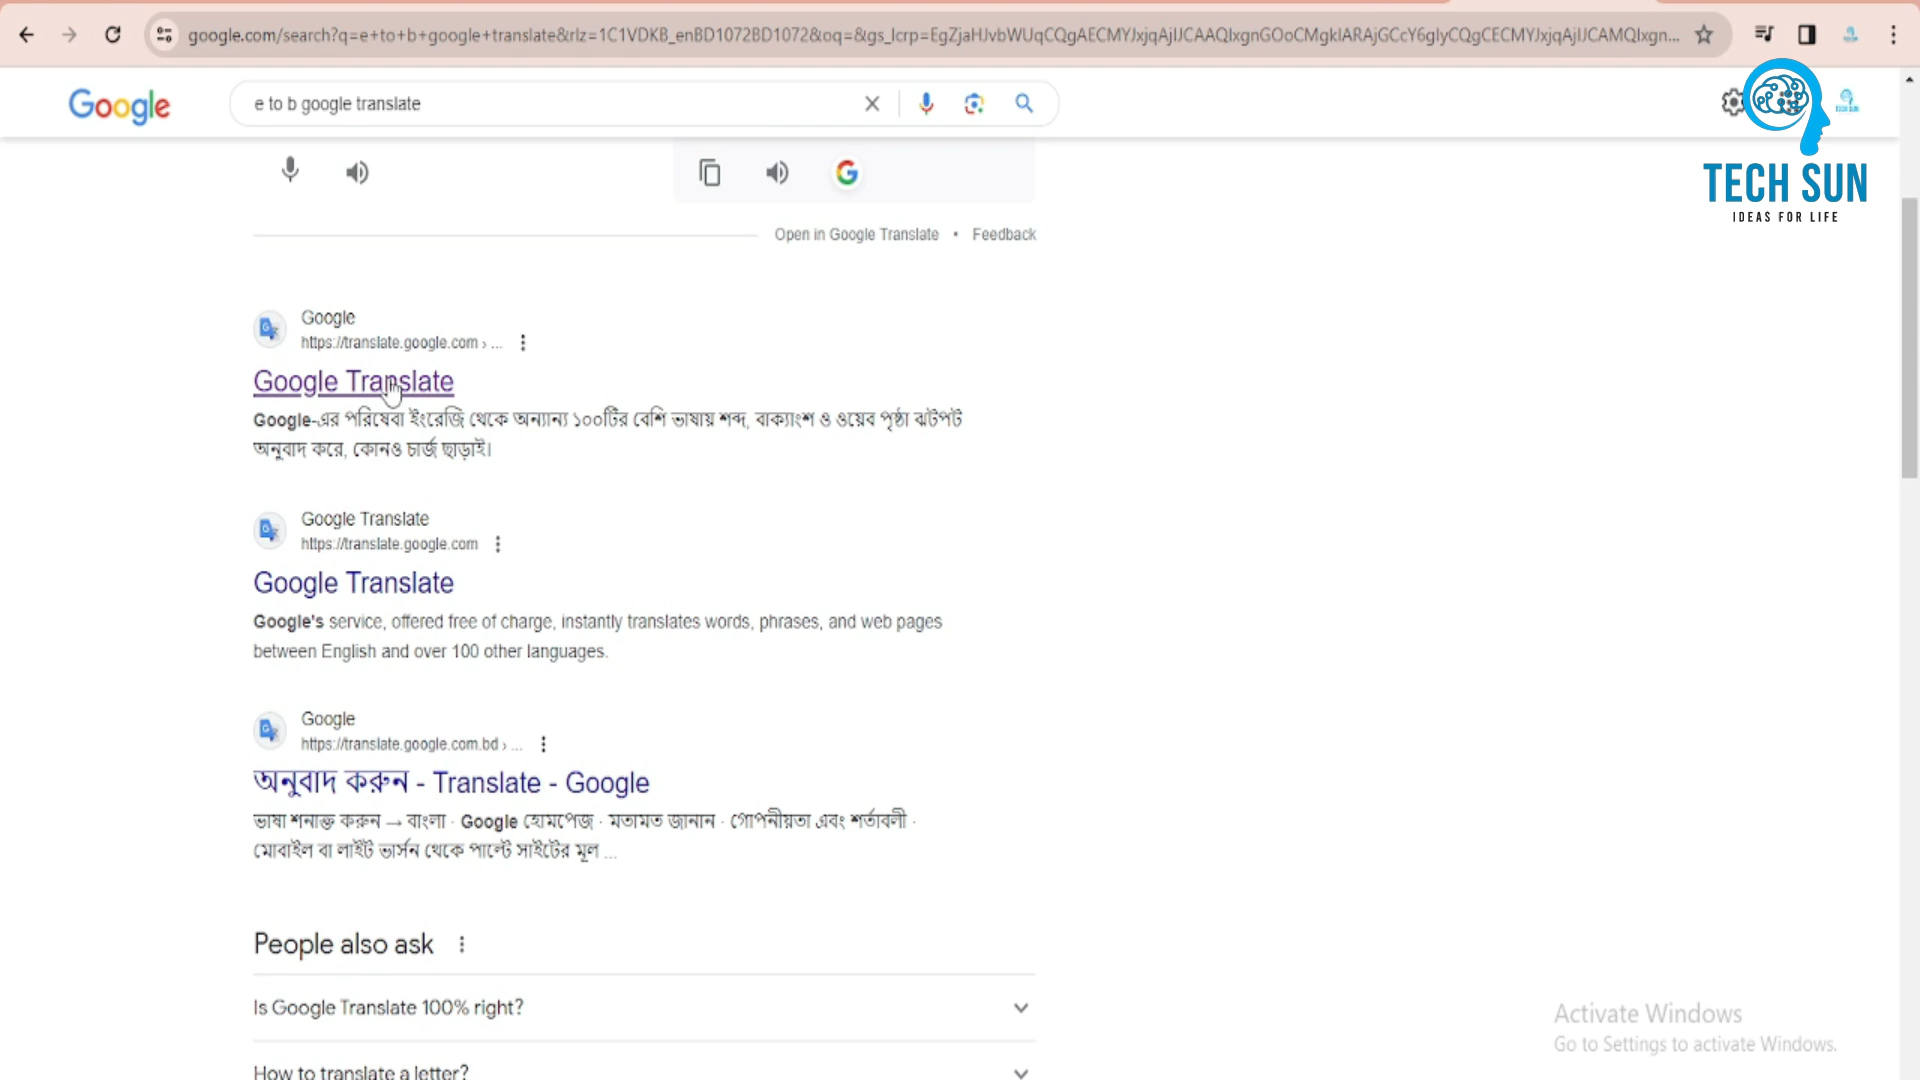 google.com/search?q=e+to+b+google+translate&rlz=1C1VDKB_enBD1072BD1072&oq=&gs_lcrp=EgZjaHJvbWUqCQgAECMYJxjqAjIJCAAQIxgnGOoCMgkIARAjGCcY6gIyCQgCECMYJxjqAjIJCAMQIxgn...
Google
e to b google translate
TECH SUN
TECH SUN
IDEAS FOR LIFE
Open in Google Translate • Feedback
Google
https://translate.google.com › ...
Google Translate
Google-এর পরিষেবা ইংরেজি থেকে অন্যান্য ১০০টির বেশি ভাষায় শব্দ, বাক্যাংশ ও ওয়েব পৃষ্ঠা ঝটপট
অনুবাদ করে, কোনও চার্জ ছাড়াই।
Google Translate
https://translate.google.com
Google Translate
Google's service, offered free of charge, instantly translates words, phrases, and web pages
between English and over 100 other languages.
Google
https://translate.google.com.bd › ...
অনুবাদ করুন - Translate - Google
ভাষা শনাক্ত করুন → বাংলা · Google হোমপেজ · মতামত জানান · গোপনীয়তা এবং শর্তাবলী ·
মোবাইল বা লাইট ভার্সন থেকে পাল্টে সাইটের মূল ...
People also ask
Is Google Translate 100% right?
How to translate a letter?
Activate Windows
Go to Settings to activate Windows.